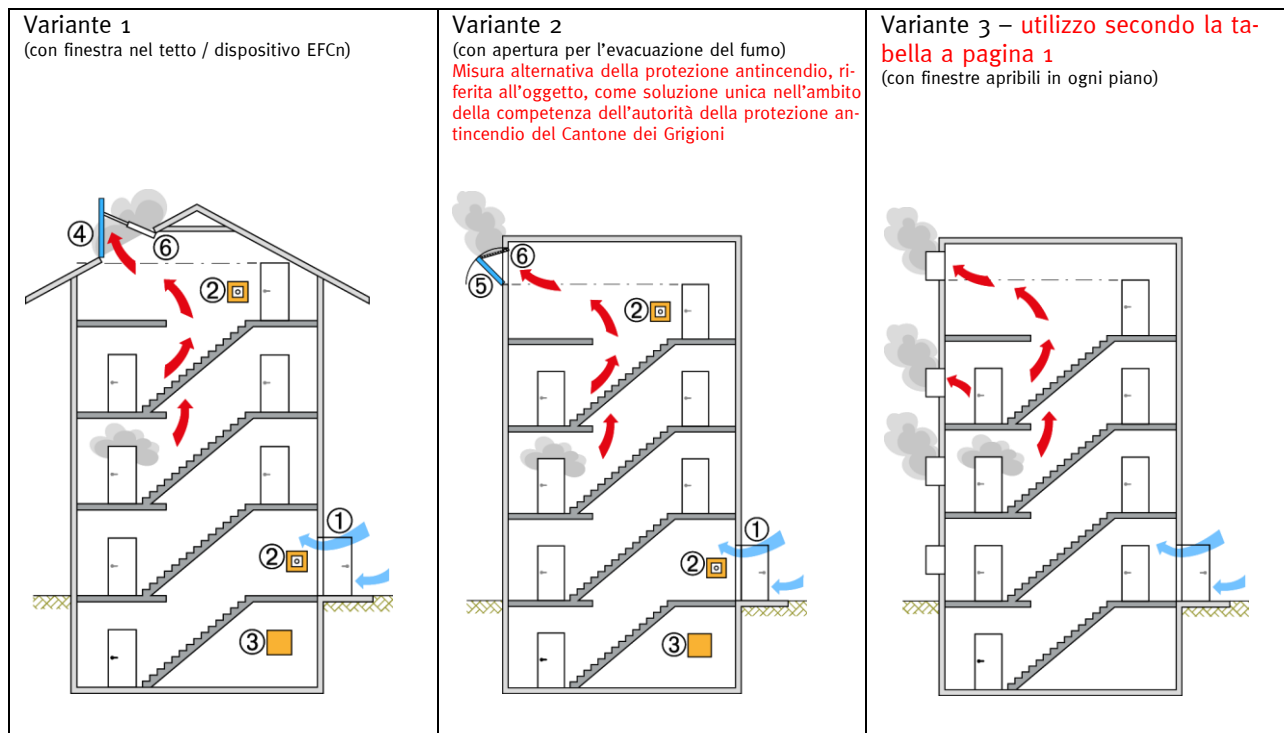 Variante 1
(con finestra nel tetto / dispositivo EFCn)
④
⑥
②
①
②
③
Variante 2
(con apertura per l'evacuazione del fumo)
Misura alternativa della protezione antincendio, ri-
ferita all'oggetto, come soluzione unica nell'ambito
della competenza dell'autorità della protezione an-
tincendio del Cantone dei Grigioni
⑥
⑤
②
①
②
③
Variante 3 – utilizzo secondo la ta-
bella a pagina 1
(con finestre apribili in ogni piano)